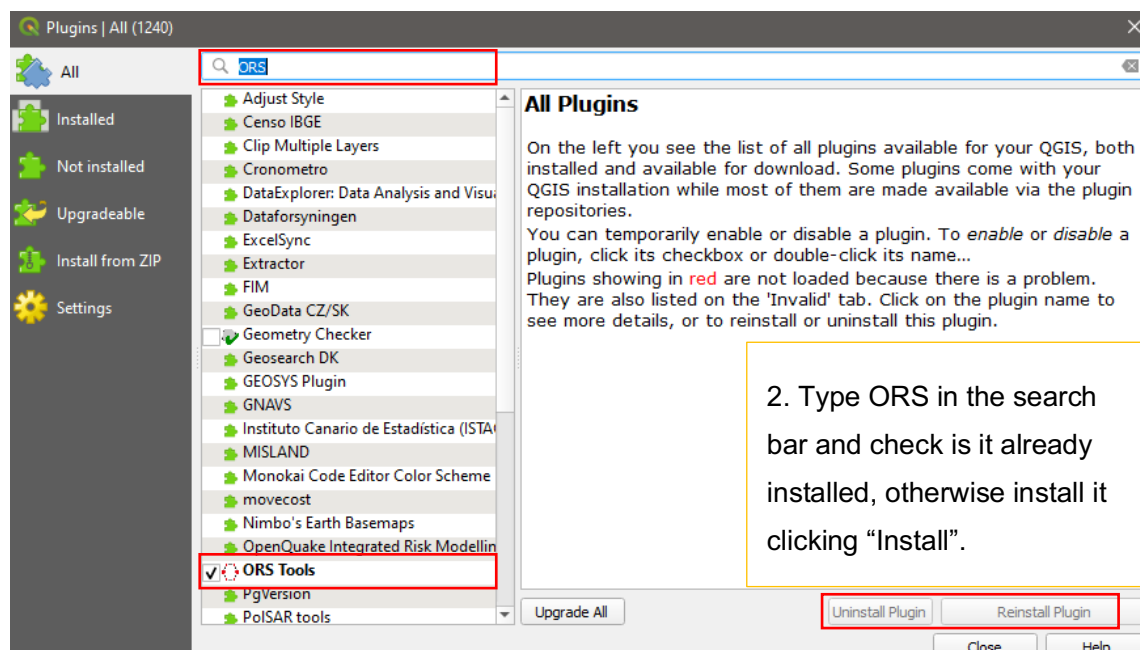 Plugins | All (1240)
All
Installed
Not installed
Upgradeable
Install from ZIP
Settings
ORS
Adjust Style
Censo IBGE
Clip Multiple Layers
Cronometro
DataExplorer: Data Analysis and Visu
Dataforsyningen
ExcelSync
Extractor
FIM
GeoData CZ/SK
Geometry Checker
Geosearch DK
GEOSYS Plugin
GNAVS
Instituto Canario de Estadística (ISTA
MISLAND
Monokai Code Editor Color Scheme
movecost
Nimbo's Earth Basemaps
OpenQuake Integrated Risk Modellin
ORS Tools
PgVersion
PolSAR tools
All Plugins
On the left you see the list of all plugins available for your QGIS, both
installed and available for download. Some plugins come with your
QGIS installation while most of them are made available via the plugin
repositories.
You can temporarily enable or disable a plugin. To enable or disable a
plugin, click its checkbox or double-click its name...
Plugins showing in red are not loaded because there is a problem.
They are also listed on the 'Invalid' tab. Click on the plugin name to
see more details, or to reinstall or uninstall this plugin.
2. Type ORS in the search
bar and check is it already
installed, otherwise install it
clicking “Install”.
Upgrade All
Uninstall Plugin
Reinstall Plugin
Close
Help